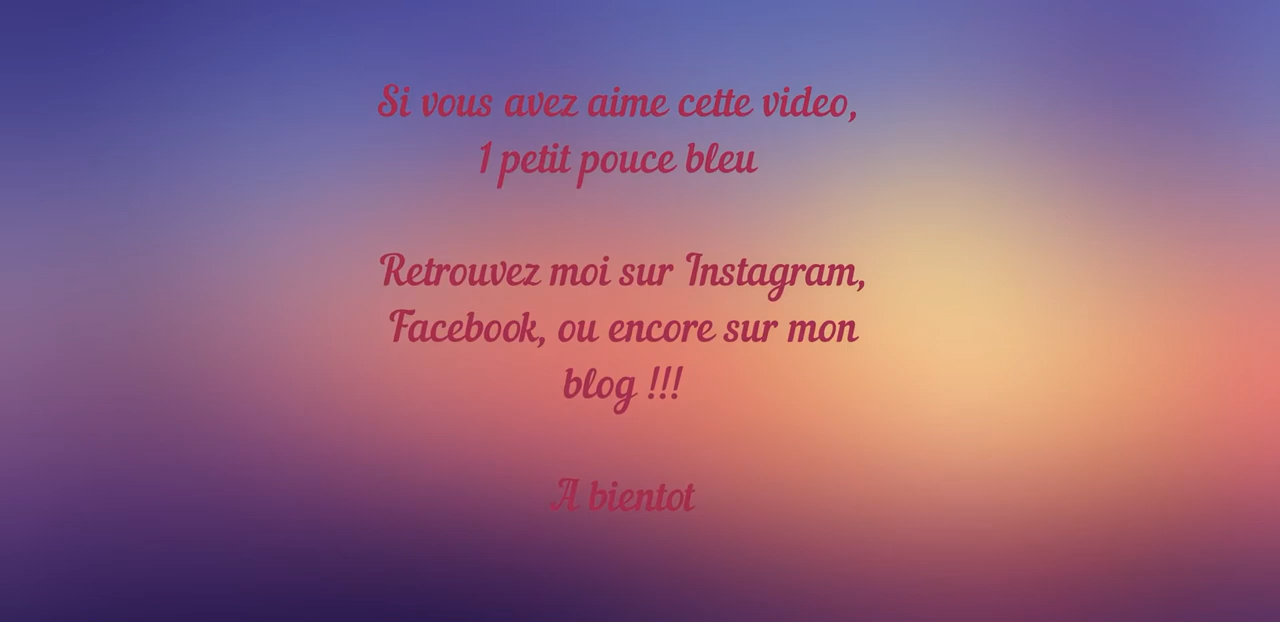 Si vous avez aime cette video,
1 petit pouce bleu
Retrouvez moi sur Instagram,
Facebook, ou encore sur mon
blog !!!
A bientot